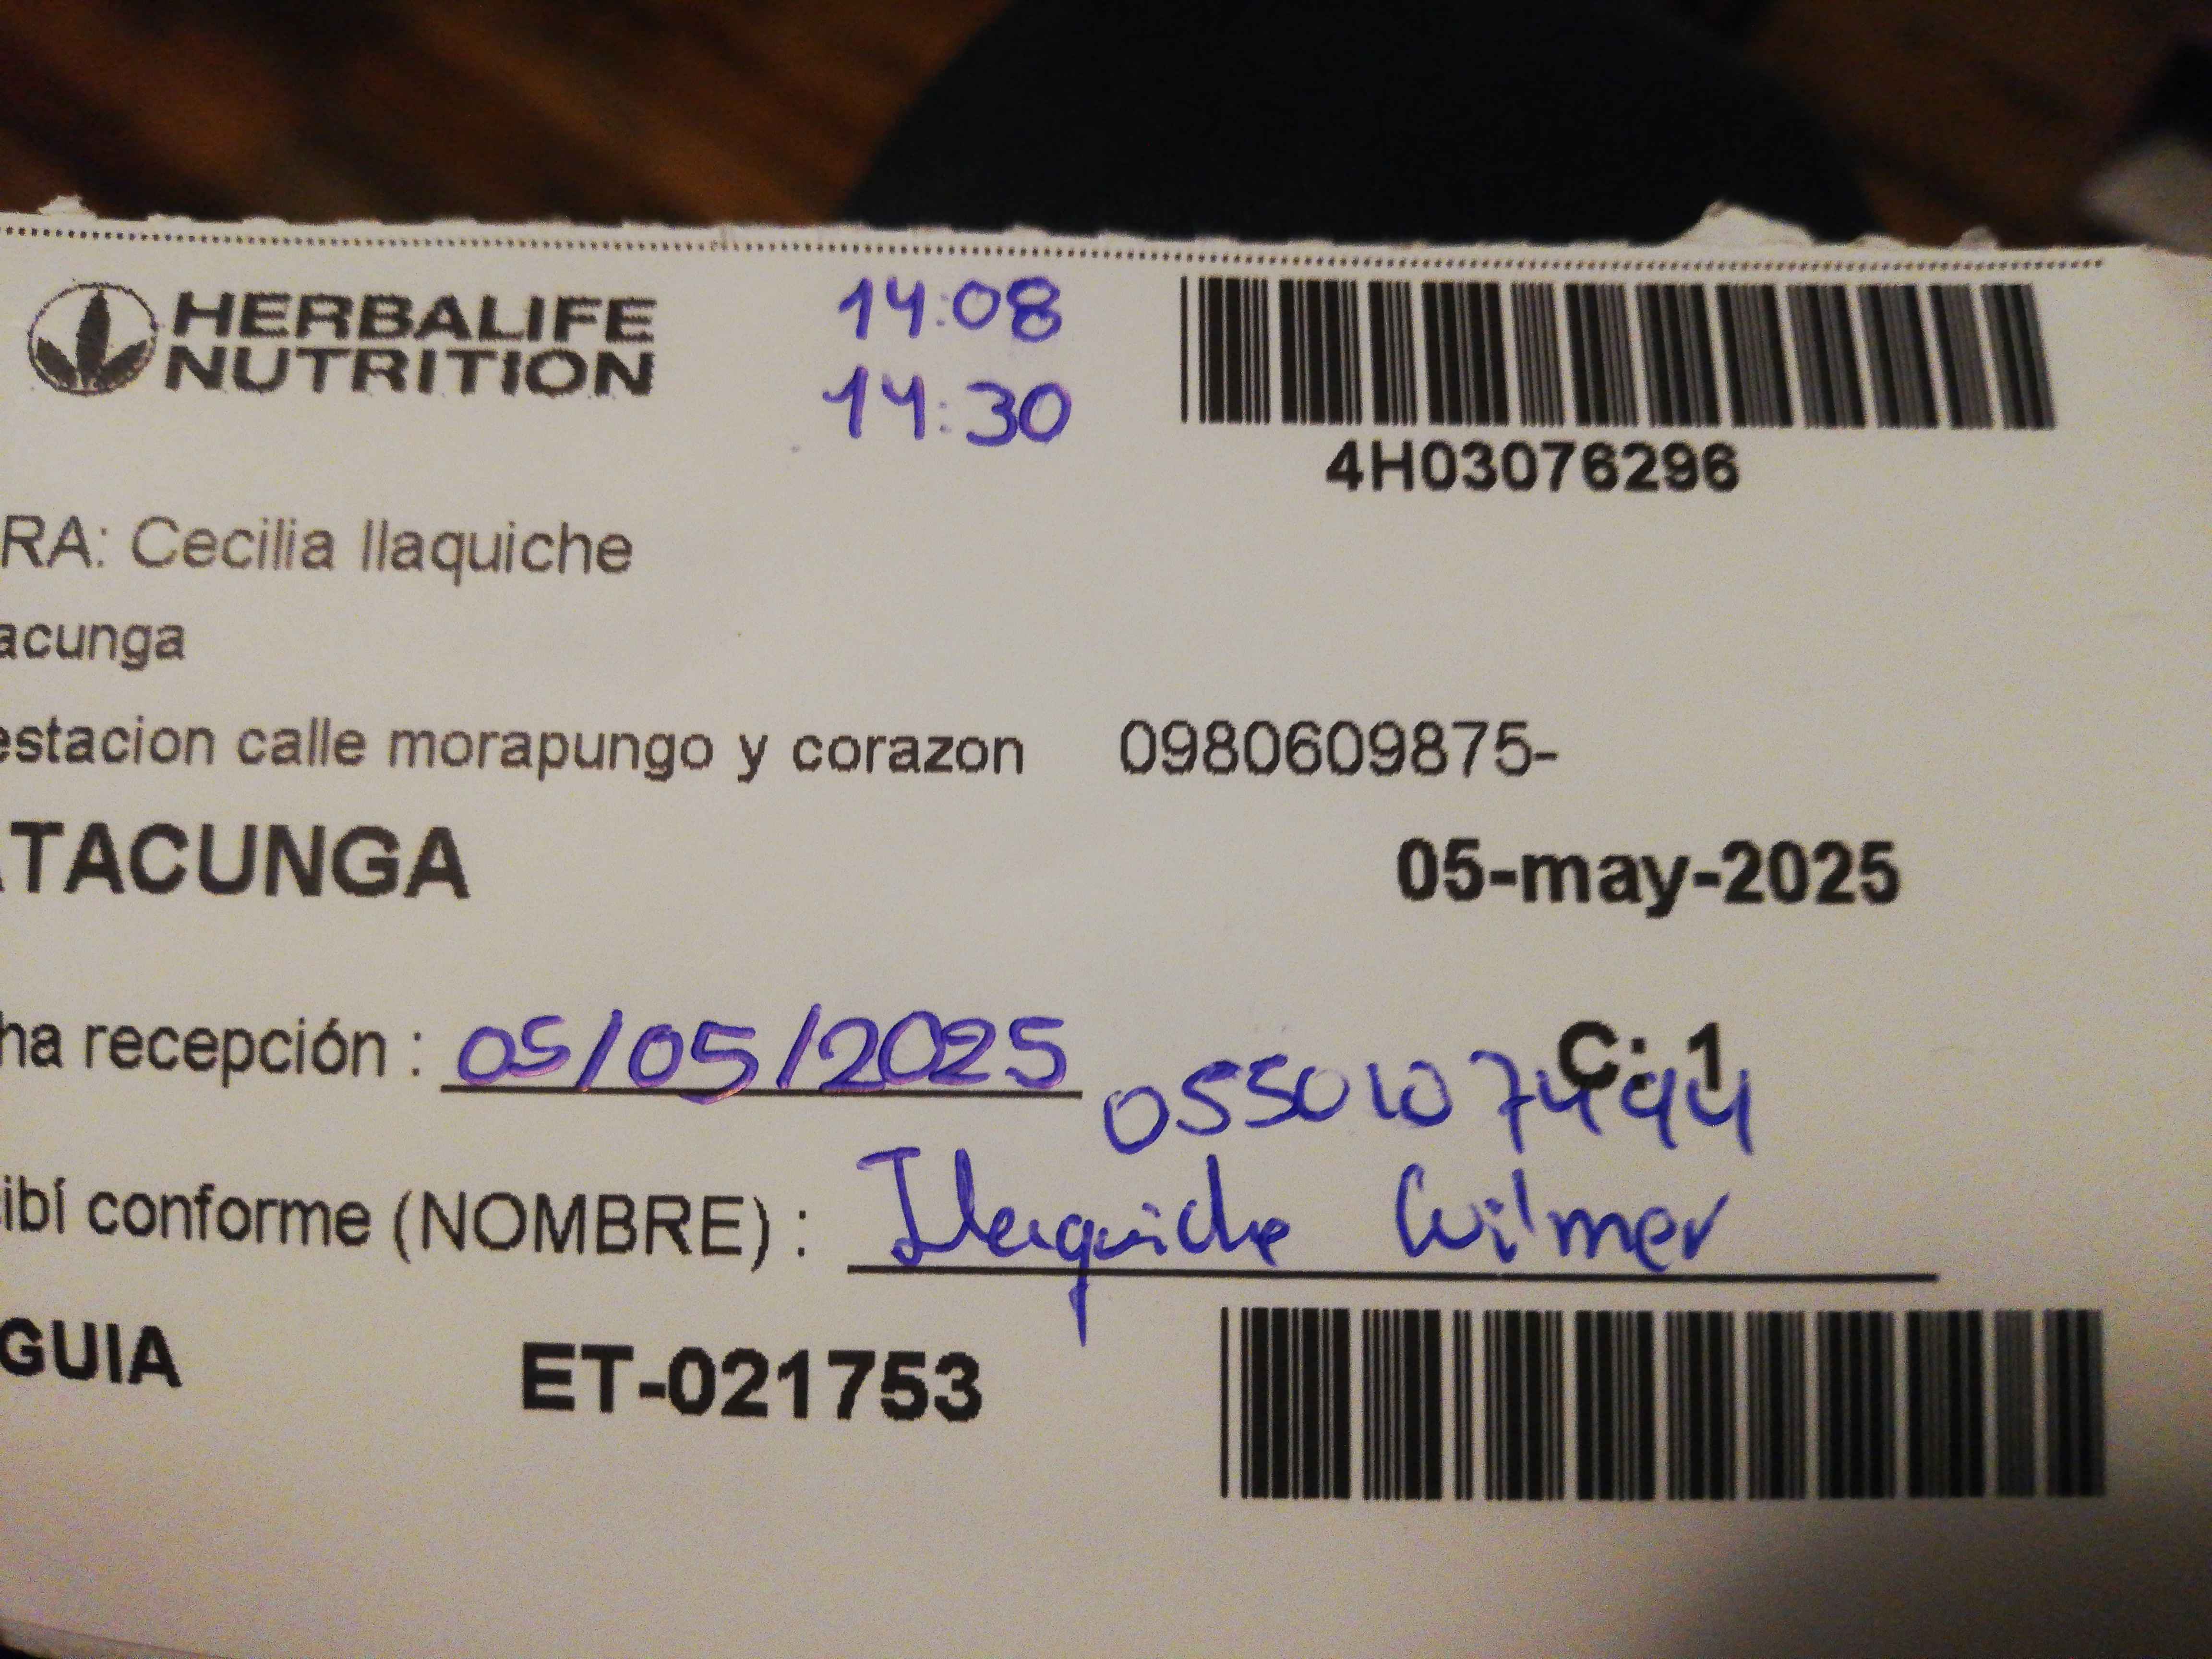 HERBALIFE
NUTRITION
14:08
14:30
4H03076296
RA: Cecilia llaquiche
acunga
estacion calle morapungo y corazon 0980609875-
ATACUNGA 05-may-2025
ha recepción : 05/05/2025 C: 1
0550107494
ibí conforme (NOMBRE) : Ilaquiche Wilmer
GUIA ET-021753